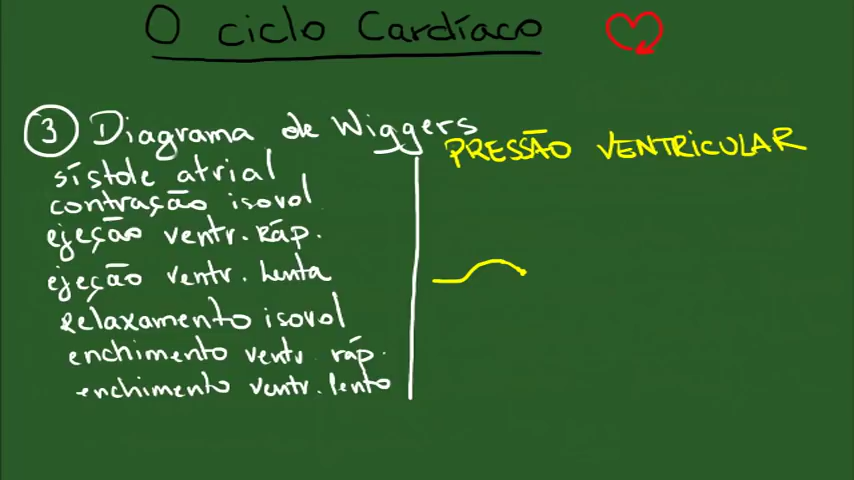 O ciclo Cardíaco
3 Diagrama de Wiggers
PRESSÃO VENTRICULAR
sístole atrial
contração isovol.
ejeção ventr. ráp.
ejeção ventr. lenta
relaxamento isovol
enchimento ventr ráp.
enchimento ventr. lento